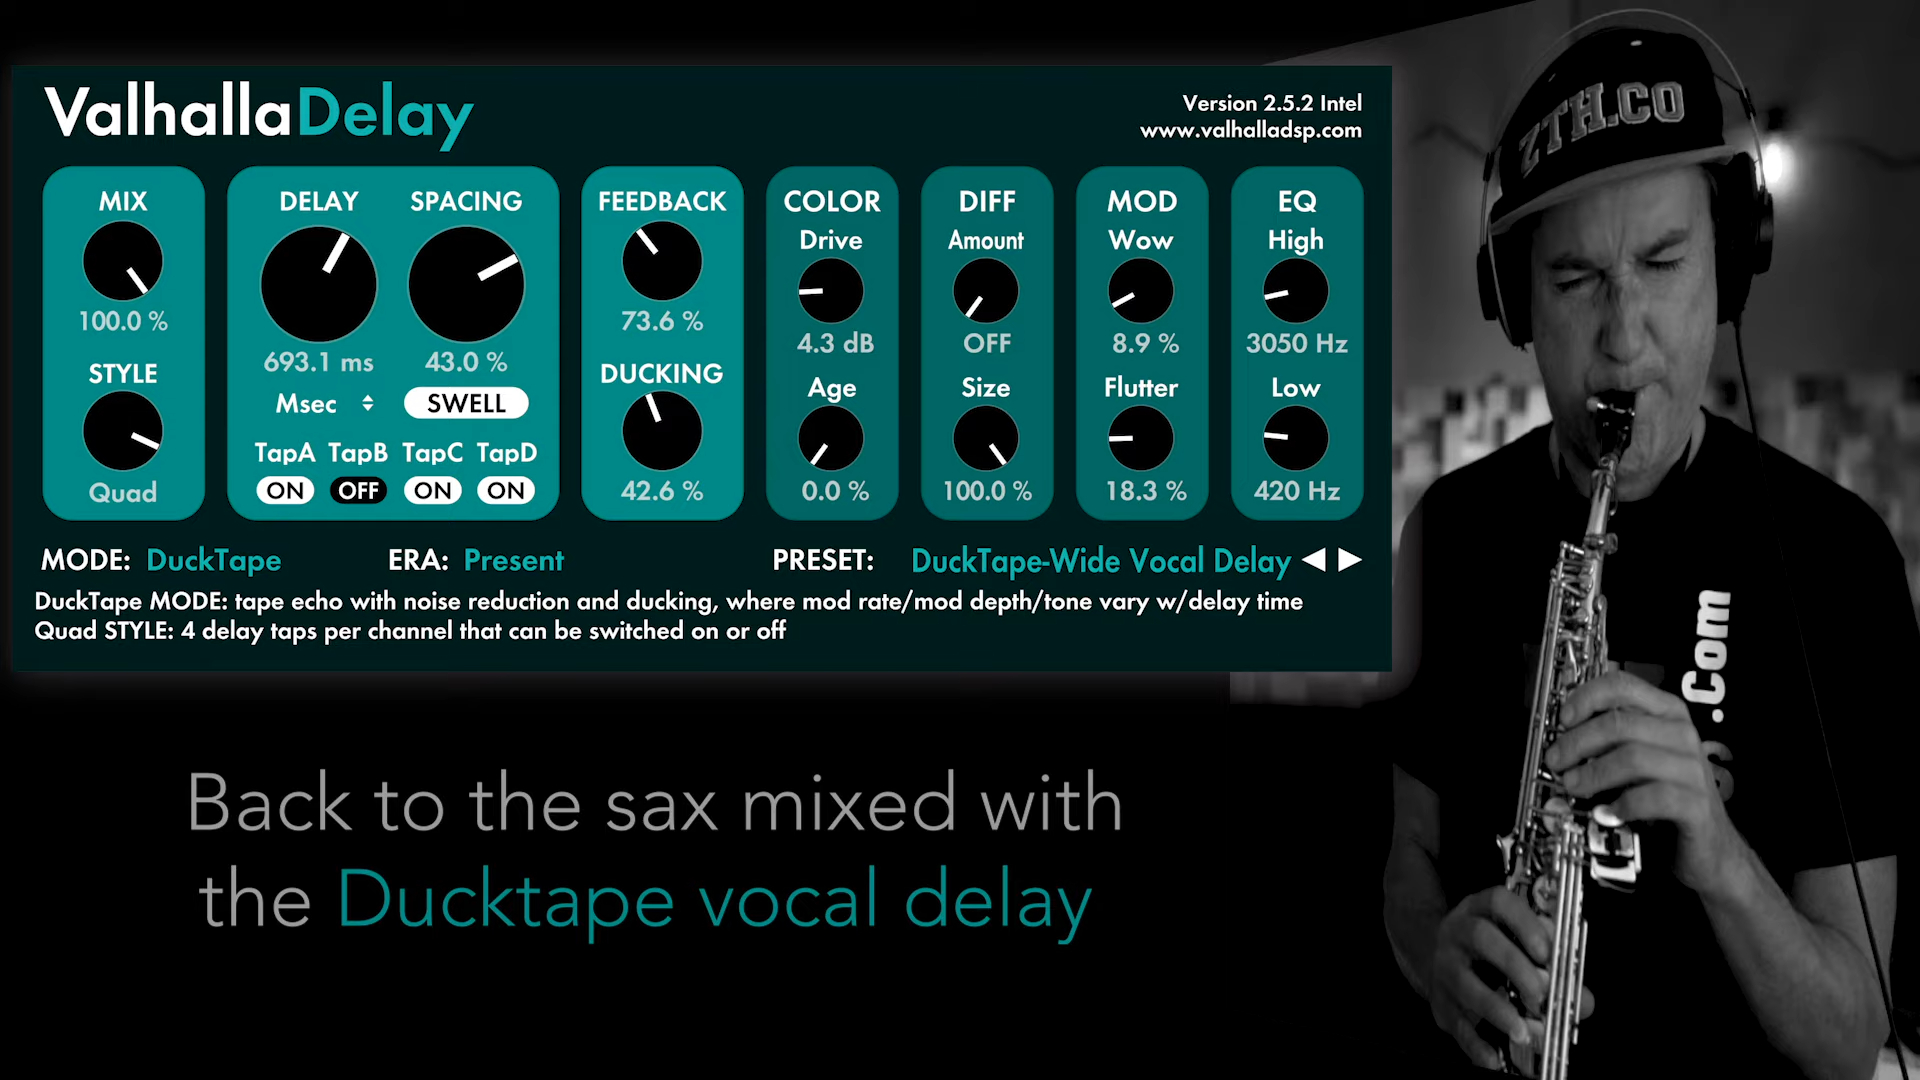 ValhallaDelay
Version 2.5.2 Intel
www.valhalladsp.com
MIX
100.0 %
STYLE
Quad
DELAY
693.1 ms
Msec
SPACING
43.0 %
SWELL
TapA TapB TapC TapD
ON OFF ON ON
FEEDBACK
73.6 %
DUCKING
42.6 %
COLOR
Drive
4.3 dB
Age
0.0 %
DIFF
Amount
OFF
Size
100.0 %
MOD
Wow
8.9 %
Flutter
18.3 %
EQ
High
3050 Hz
Low
420 Hz
MODE: DuckTape ERA: Present PRESET: DuckTape-Wide Vocal Delay
DuckTape MODE: tape echo with noise reduction and ducking, where mod rate/mod depth/tone vary w/delay time
Quad STYLE: 4 delay taps per channel that can be switched on or off
Back to the sax mixed with
the Ducktape vocal delay
ZTH.CO
.Com